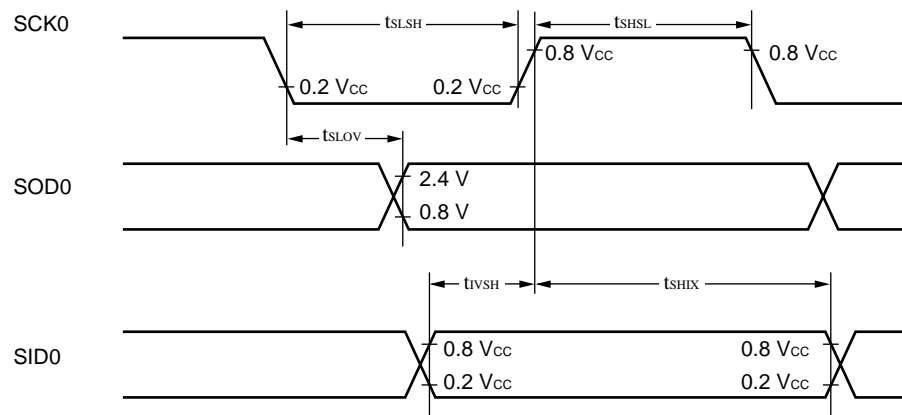 SCK0
tSLSH
tSHSL
0.2 VCC
0.2 VCC
0.8 VCC
0.8 VCC
tSLOV
SOD0
2.4 V
0.8 V
tIVSH
tSHIX
SID0
0.8 VCC
0.8 VCC
0.2 VCC
0.2 VCC